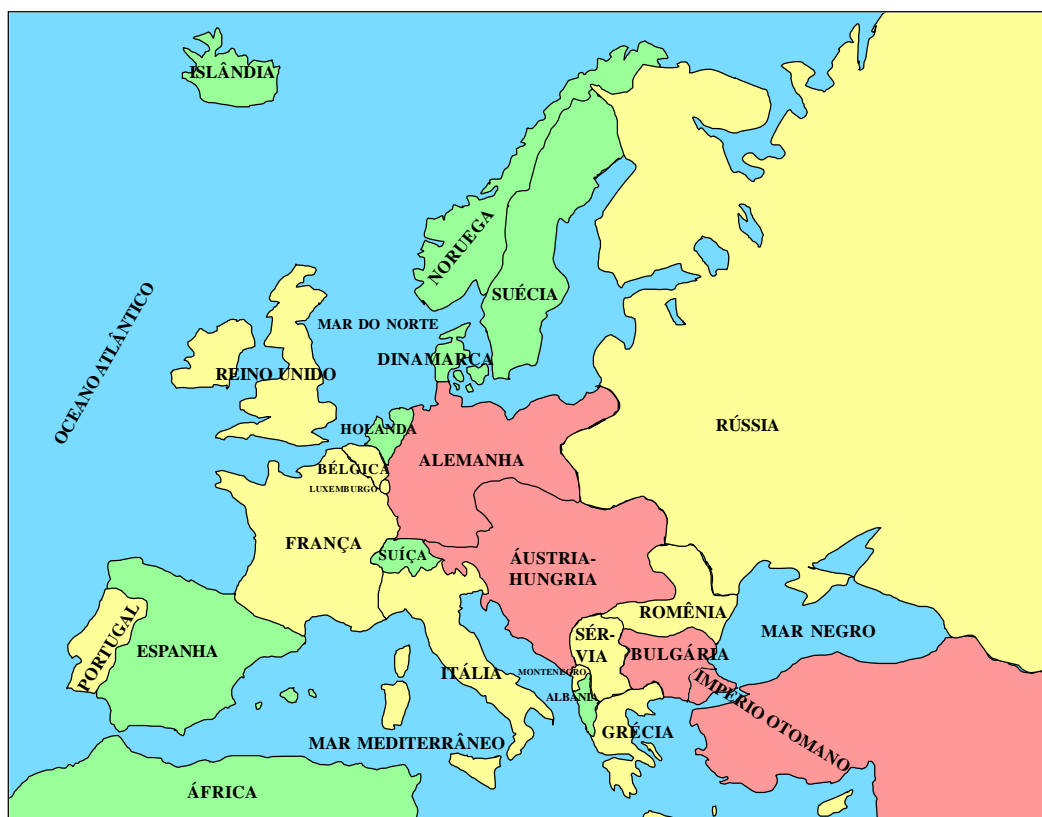 ISLÂNDIA
NORUEGA
SUÉCIA
OCEANO ATLÂNTICO
MAR DO NORTE
DINAMARCA
REINO UNIDO
RÚSSIA
HOLANDA
ALEMANHA
BÉLGICA
LUXEMBURGO
FRANÇA
SUÍÇA
ÁUSTRIA-
HUNGRIA
ROMÊNIA
MAR NEGRO
SÉR-
VIA
BULGÁRIA
PORTUGAL
ESPANHA
ITÁLIA
MONTENEGRO
ALBÂNIA
IMPÉRIO OTOMANO
GRÉCIA
MAR MEDITERRÂNEO
ÁFRICA